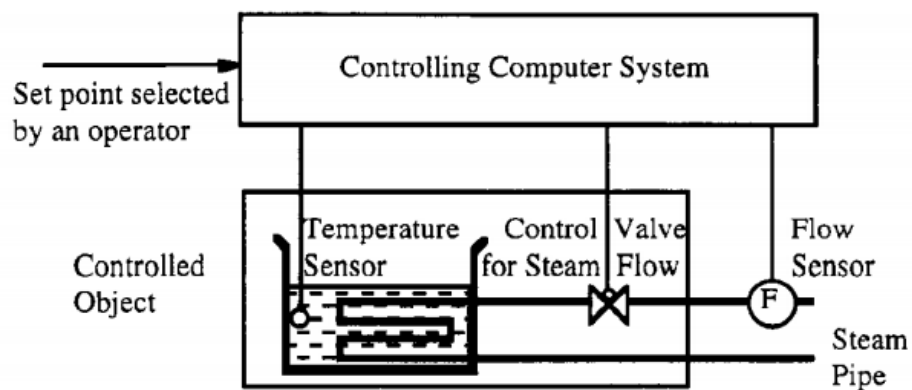 Controlling Computer System
Set point selected
by an operator
Temperature
Sensor
Control Valve
for Steam Flow
Flow
Sensor
Controlled
Object
F
Steam
Pipe